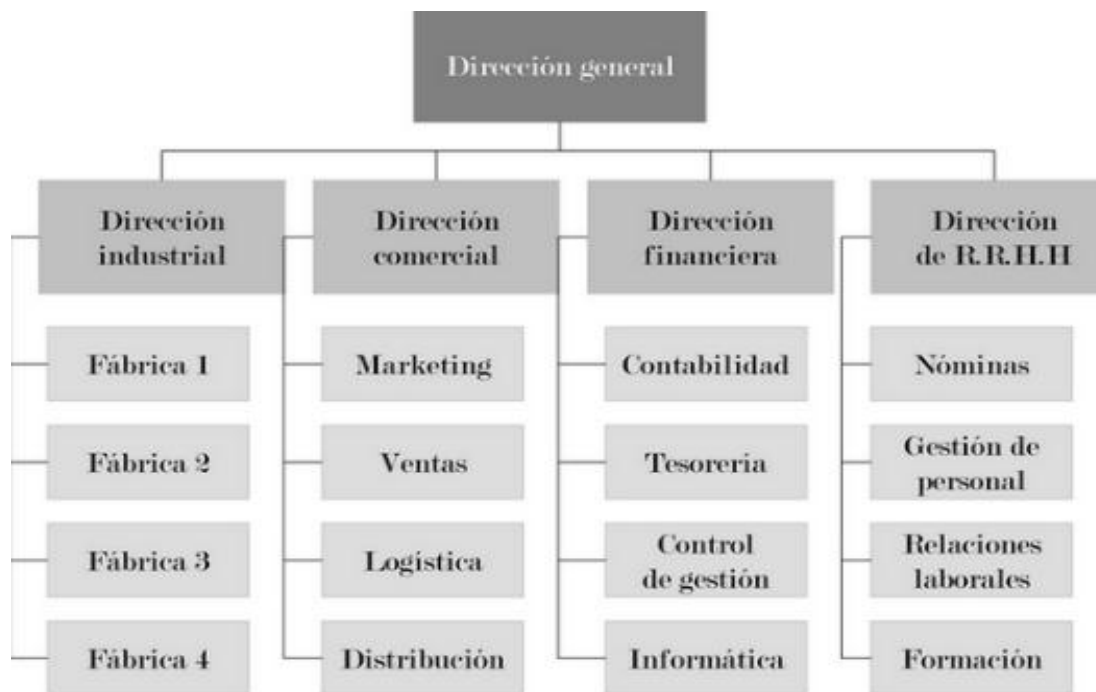 Dirección general
Dirección
industrial
Fábrica 1
Fábrica 2
Fábrica 3
Fábrica 4
Dirección
comercial
Marketing
Ventas
Logística
Distribución
Dirección
financiera
Contabilidad
Tesorería
Control
de gestión
Informática
Dirección
de R.R.H.H
Nóminas
Gestión de
personal
Relaciones
laborales
Formación